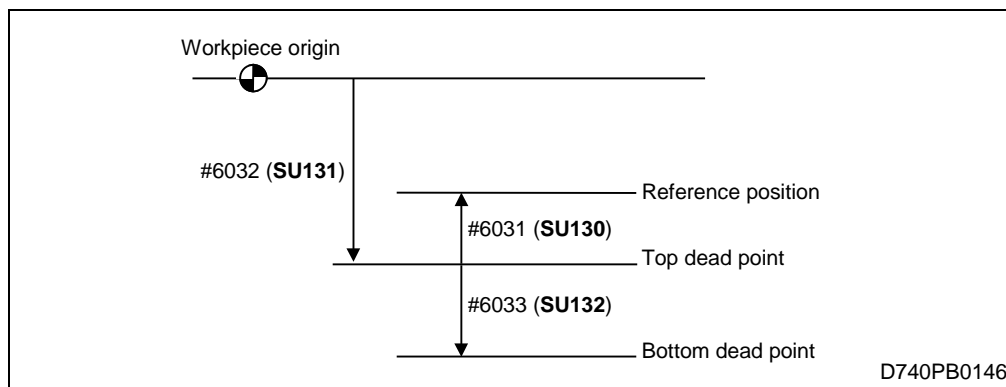 Workpiece origin
#6032 (SU131)
Reference position
#6031 (SU130)
Top dead point
#6033 (SU132)
Bottom dead point
D740PB0146